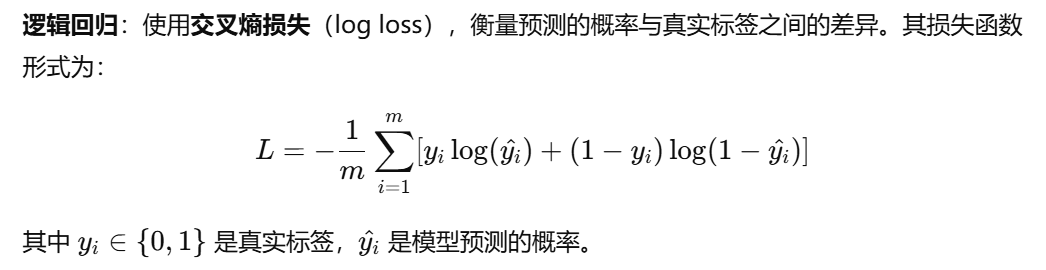 逻辑回归：使用交叉熵损失（log loss），衡量预测的概率与真实标签之间的差异。其损失函数
形式为：
L = -\frac{1}{m} \sum_{i=1}^{m} [y_i \log(\hat{y}_i) + (1 - y_i) \log(1 - \hat{y}_i)]
其中 y_i ∈ {0, 1} 是真实标签，\hat{y}_i 是模型预测的概率。